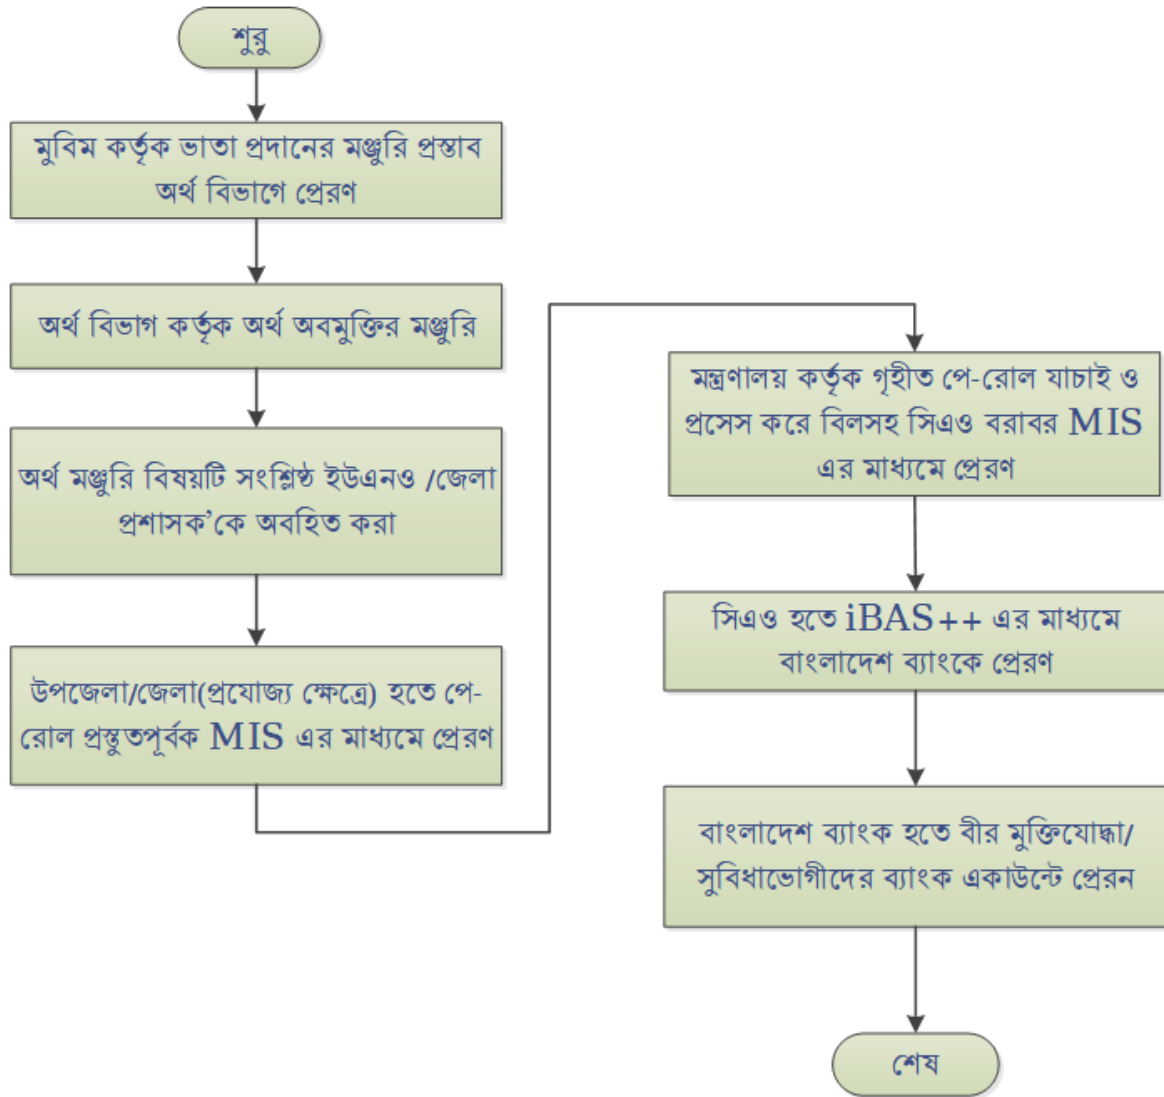 শুরু
মুবিম কর্তৃক ভাতা প্রদানের মঞ্জুরি প্রস্তাব
অর্থ বিভাগে প্রেরণ
অর্থ বিভাগ কর্তৃক অর্থ অবমুক্তির মঞ্জুরি
অর্থ মঞ্জুরি বিষয়টি সংশ্লিষ্ঠ ইউএনও /জেলা
প্রশাসক’কে অবহিত করা
উপজেলা/জেলা(প্রযোজ্য ক্ষেত্রে) হতে পে-
রোল প্রস্তুতপূর্বক MIS এর মাধ্যমে প্রেরণ
মন্ত্রণালয় কর্তৃক গৃহীত পে-রোল যাচাই ও
প্রসেস করে বিলসহ সিএও বরাবর MIS
এর মাধ্যমে প্রেরণ
সিএও হতে iBAS++ এর মাধ্যমে
বাংলাদেশ ব্যাংকে প্রেরণ
বাংলাদেশ ব্যাংক হতে বীর মুক্তিযোদ্ধা/
সুবিধাভোগীদের ব্যাংক একাউন্টে প্রেরন
শেষ